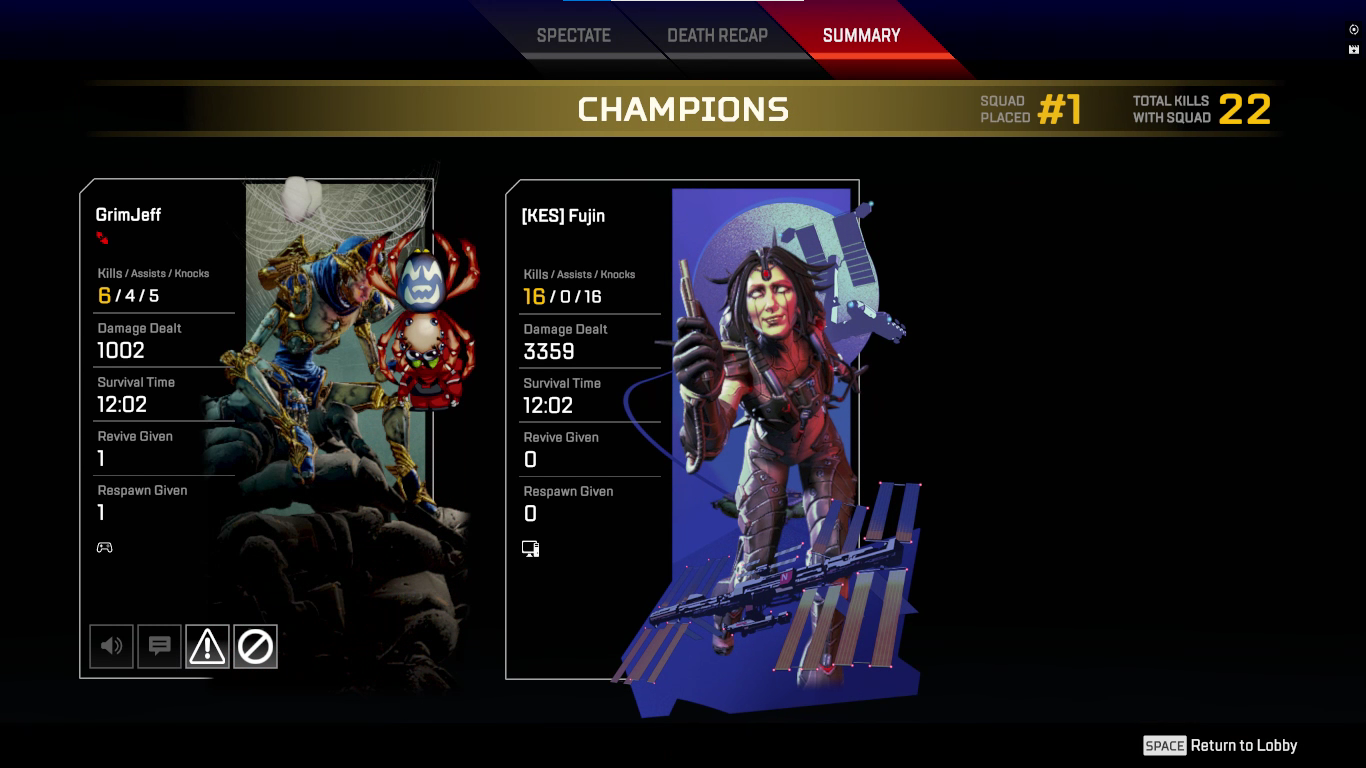 SPECTATE
DEATH RECAP
SUMMARY
CHAMPIONS
SQUAD
PLACED
#1
TOTAL KILLS
WITH SQUAD
22
GrimJeff
Kills / Assists / Knocks
6 / 4 / 5
Damage Dealt
1002
Survival Time
12:02
Revive Given
1
Respawn Given
1
[KES] Fujin
Kills / Assists / Knocks
16 / 0 / 16
Damage Dealt
3359
Survival Time
12:02
Revive Given
0
Respawn Given
0
N
SPACE Return to Lobby